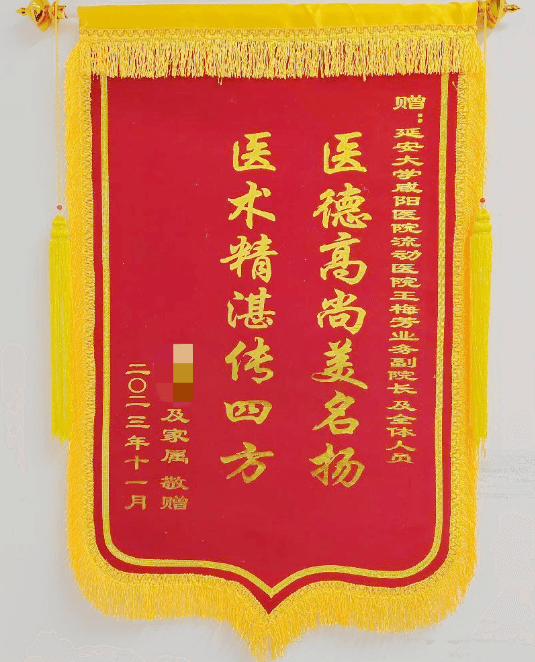 赠：延安大学咸阳医院流动医院王梅芳业务副院长及全体人员
医德高尚美名扬
医术精湛传四方
及家属敬赠
二〇二三年十一月